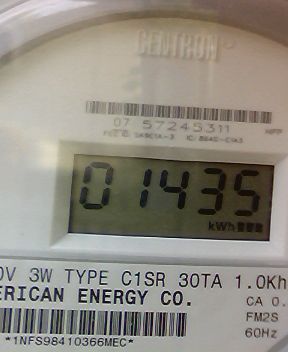 CENTRON
07 57245311
01435
kWh
0V 3W TYPE C1SR 30TA 1.0Kh
ERICAN ENERGY CO.
CA 0.
FM2S
60Hz
*1NFS98410366MEC*